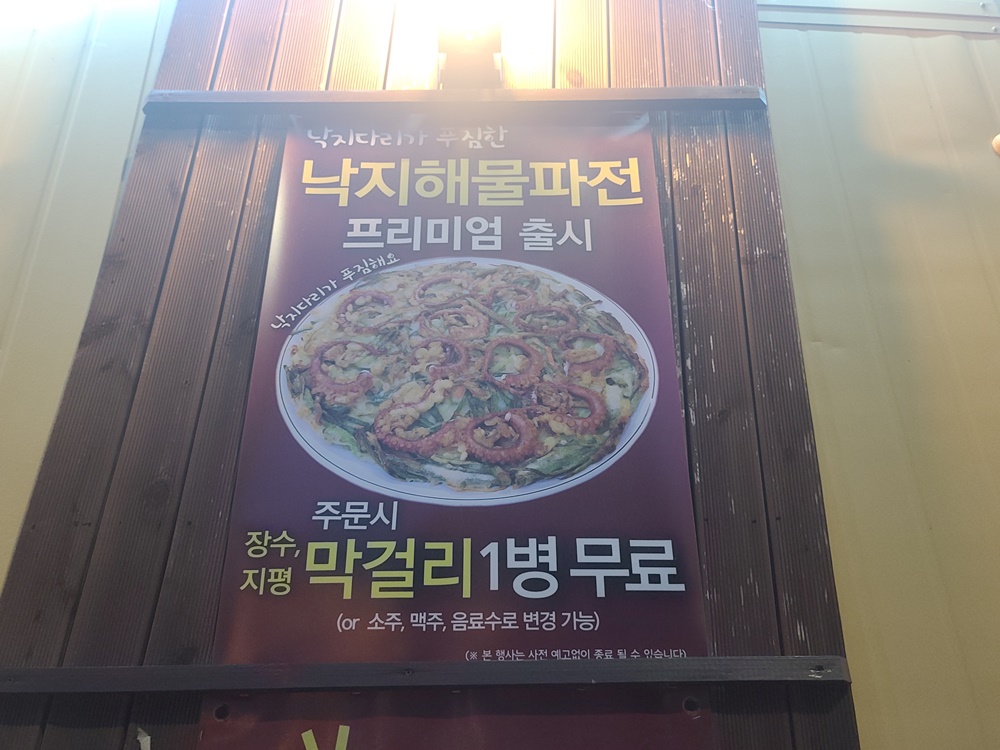 낙지다리가 푸짐한
낙지해물파전
프리미엄 출시
낙지다리가 푸짐해요
주문시
장수,
지평
막걸리1병 무료
(or 소주, 맥주, 음료수로 변경 가능)
(※ 본 행사는 사전 예고없이 종료 될 수 있습니다)